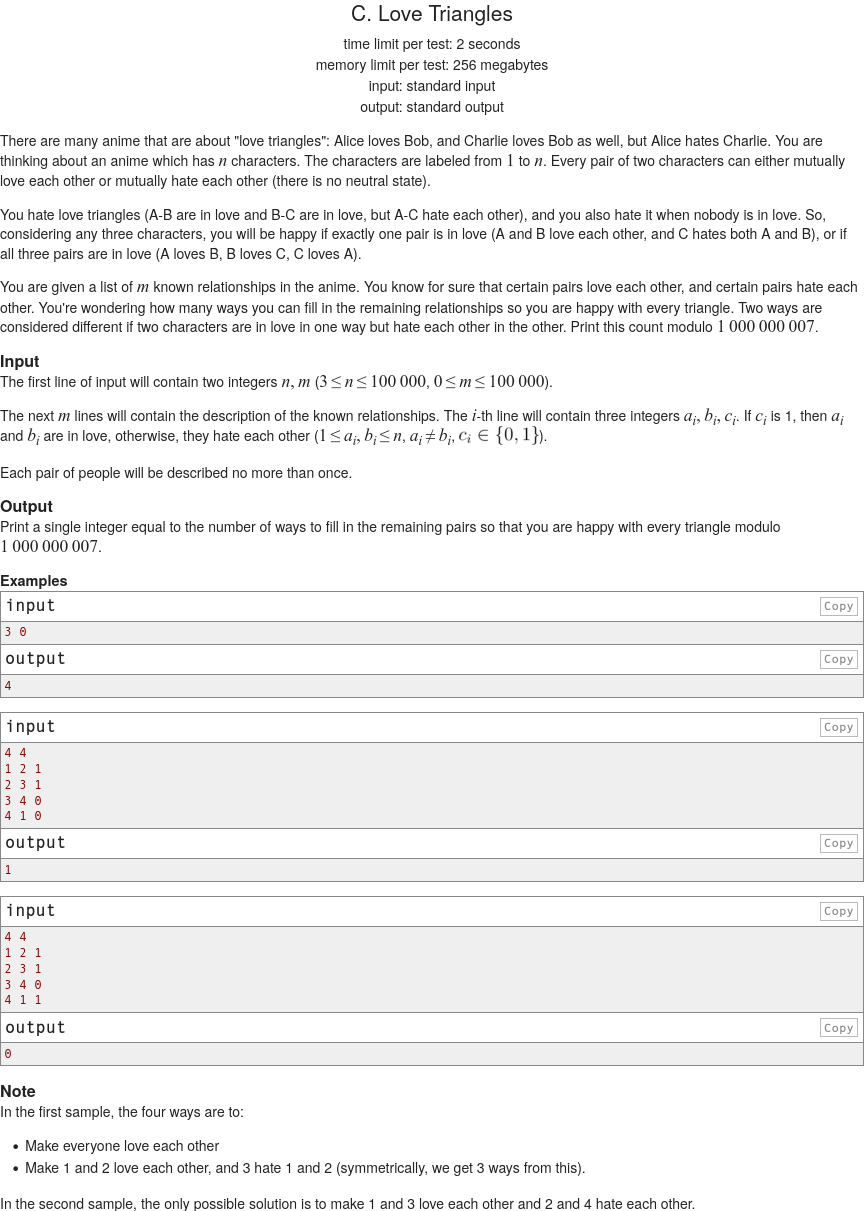 C. Love Triangles
time limit per test: 2 seconds
memory limit per test: 256 megabytes
input: standard input
output: standard output
There are many anime that are about "love triangles": Alice loves Bob, and Charlie loves Bob as well, but Alice hates Charlie. You are
thinking about an anime which has n characters. The characters are labeled from 1 to n. Every pair of two characters can either mutually
love each other or mutually hate each other (there is no neutral state).
You hate love triangles (A-B are in love and B-C are in love, but A-C hate each other), and you also hate it when nobody is in love. So,
considering any three characters, you will be happy if exactly one pair is in love (A and B love each other, and C hates both A and B), or if
all three pairs are in love (A loves B, B loves C, C loves A).
You are given a list of m known relationships in the anime. You know for sure that certain pairs love each other, and certain pairs hate each
other. You're wondering how many ways you can fill in the remaining relationships so you are happy with every triangle. Two ways are
considered different if two characters are in love in one way but hate each other in the other. Print this count modulo 1 000 000 007.
Input
The first line of input will contain two integers n, m (3 ≤ n ≤ 100 000, 0 ≤ m ≤ 100 000).
The next m lines will contain the description of the known relationships. The i-th line will contain three integers a_i, b_i, c_i. If c_i is 1, then a_i
and b_i are in love, otherwise, they hate each other (1 ≤ a_i, b_i ≤ n, a_i ≠ b_i, c_i ∈ {0, 1}).
Each pair of people will be described no more than once.
Output
Print a single integer equal to the number of ways to fill in the remaining pairs so that you are happy with every triangle modulo
1 000 000 007.
Examples
input Copy
3 0
output Copy
4
input Copy
4 4
1 2 1
2 3 1
3 4 0
4 1 0
output Copy
1
input Copy
4 4
1 2 1
2 3 1
3 4 0
4 1 1
output Copy
0
Note
In the first sample, the four ways are to:
• Make everyone love each other
• Make 1 and 2 love each other, and 3 hate 1 and 2 (symmetrically, we get 3 ways from this).
In the second sample, the only possible solution is to make 1 and 3 love each other and 2 and 4 hate each other.